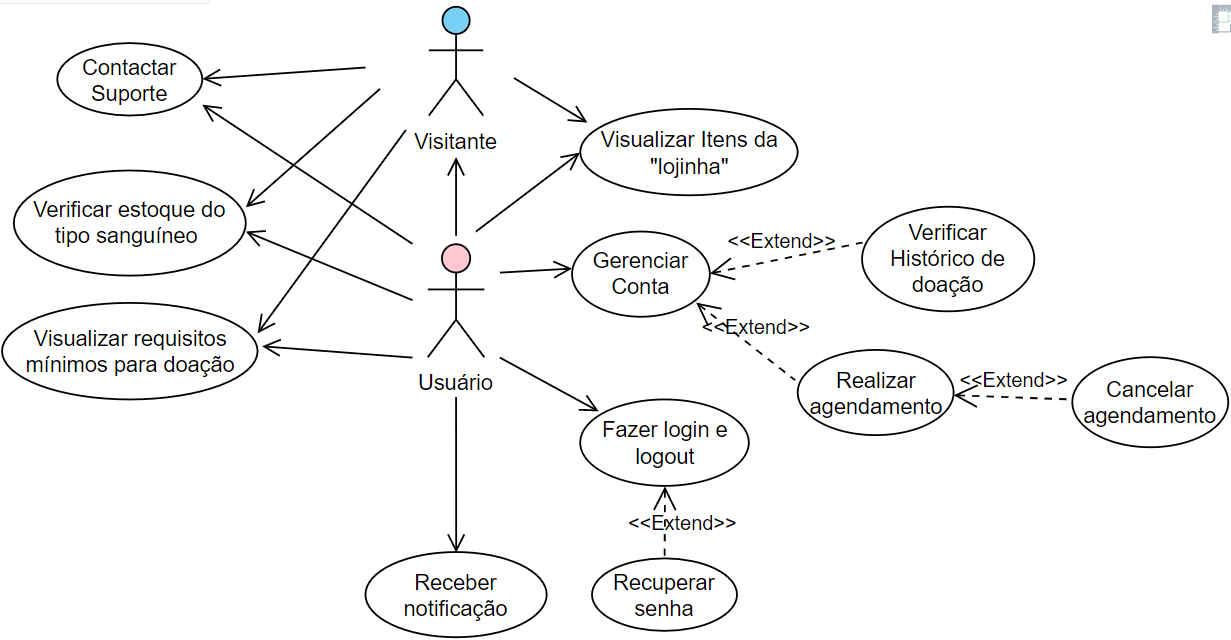 Contactar
Suporte
Visitante
Visualizar Itens da
"lojinha"
Verificar estoque do
tipo sanguíneo
Gerenciar
Conta
<<Extend>>
Verificar
Histórico de
doação
Visualizar requisitos
mínimos para doação
<<Extend>>
Usuário
Realizar
agendamento
<<Extend>>
Cancelar
agendamento
Fazer login e
logout
<<Extend>>
Receber
notificação
Recuperar
senha